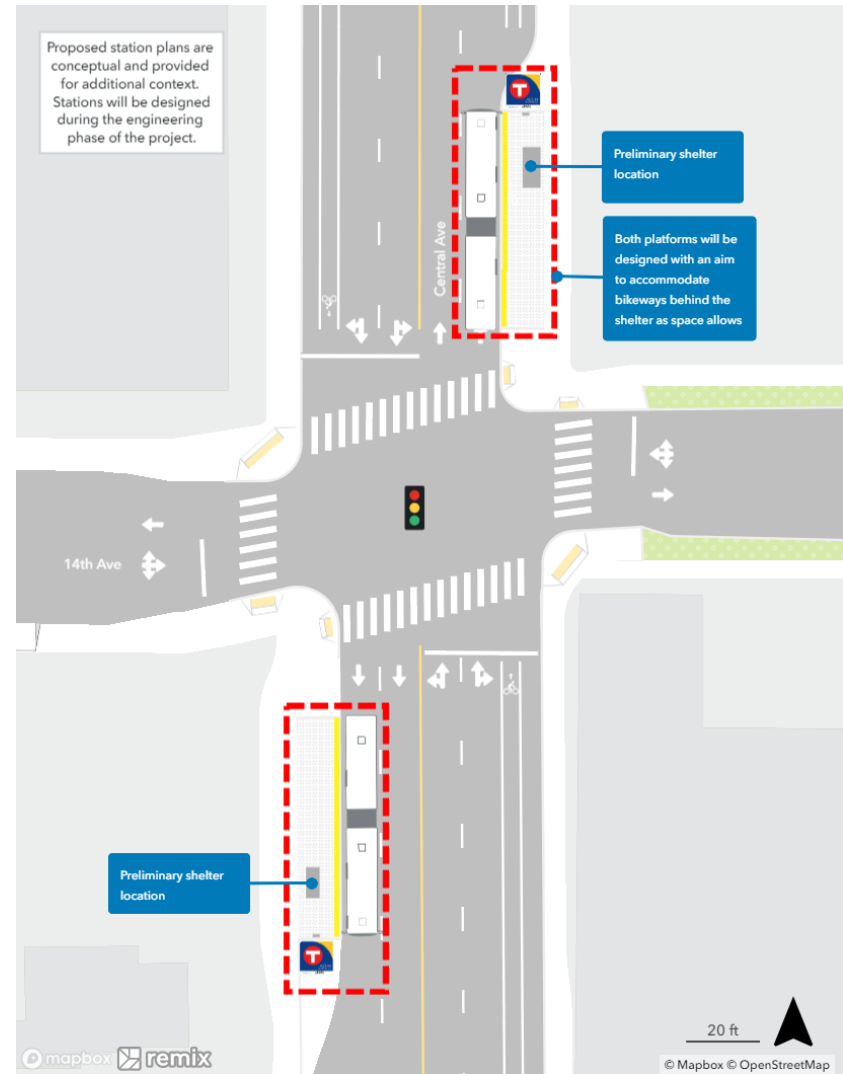 Proposed station plans are
conceptual and provided
for additional context.
Stations will be designed
during the engineering
phase of the project.
T
Preliminary shelter
location
Both platforms will be
designed with an aim
to accommodate
bikeways behind the
shelter as space allows
Central Ave
14th Ave
Preliminary shelter
location
T
20 ft
mapbox remix
© Mapbox © OpenStreetMap